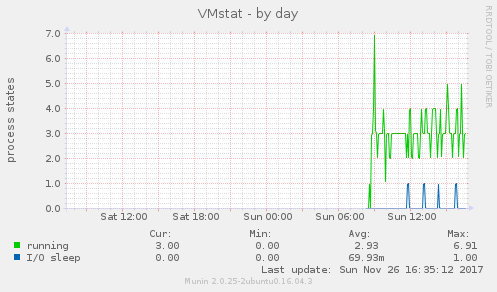 VMstat - by day
RRDTOOL / TOBI OETIKER
process states
7.0
6.0
5.0
4.0
3.0
2.0
1.0
0.0
Sat 12:00 Sat 18:00 Sun 00:00 Sun 06:00 Sun 12:00
Cur: Min: Avg: Max:
running 3.00 0.00 2.93 6.91
I/O sleep 0.00 0.00 69.93m 1.00
Last update: Sun Nov 26 16:35:12 2017
Munin 2.0.25-2ubuntu0.16.04.3